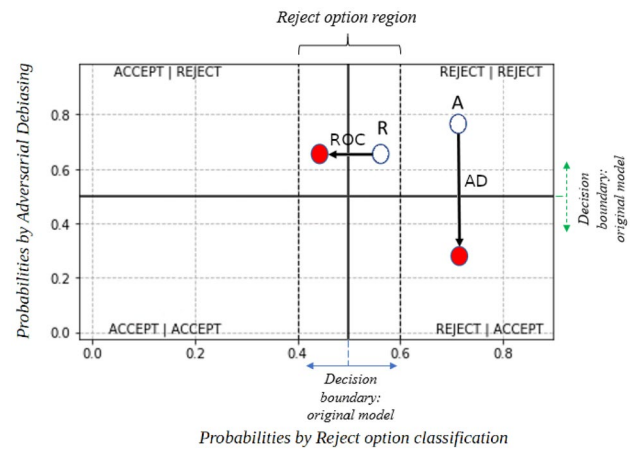 Reject option region
ACCEPT | REJECT
REJECT | REJECT
A
R
ROC
AD
ACCEPT | ACCEPT
REJECT | ACCEPT
0.8
0.6
0.4
0.2
0.0
0.0
0.2
0.4
0.6
0.8
Probabilities by Adversarial Debiasing
Decision
boundary:
original model
Decision
boundary:
original model
Probabilities by Reject option classification